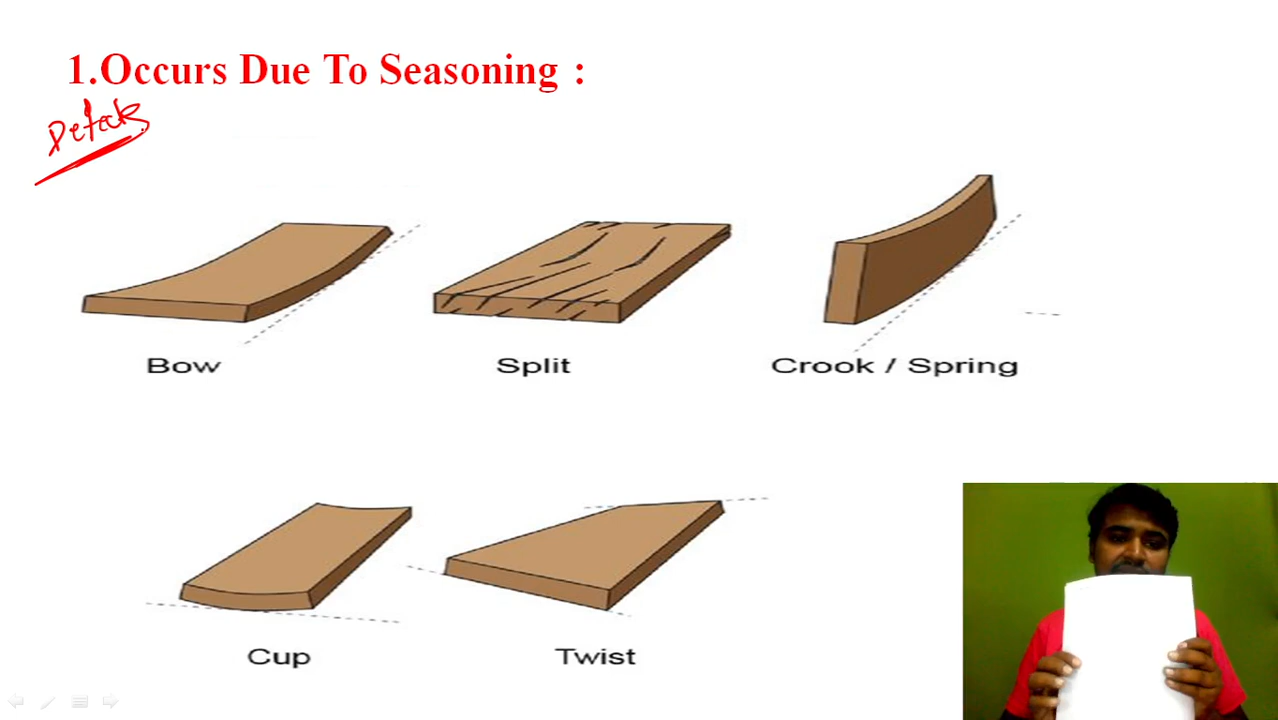 1.Occurs Due To Seasoning :
Defects
Bow
Split
Crook / Spring
Cup
Twist